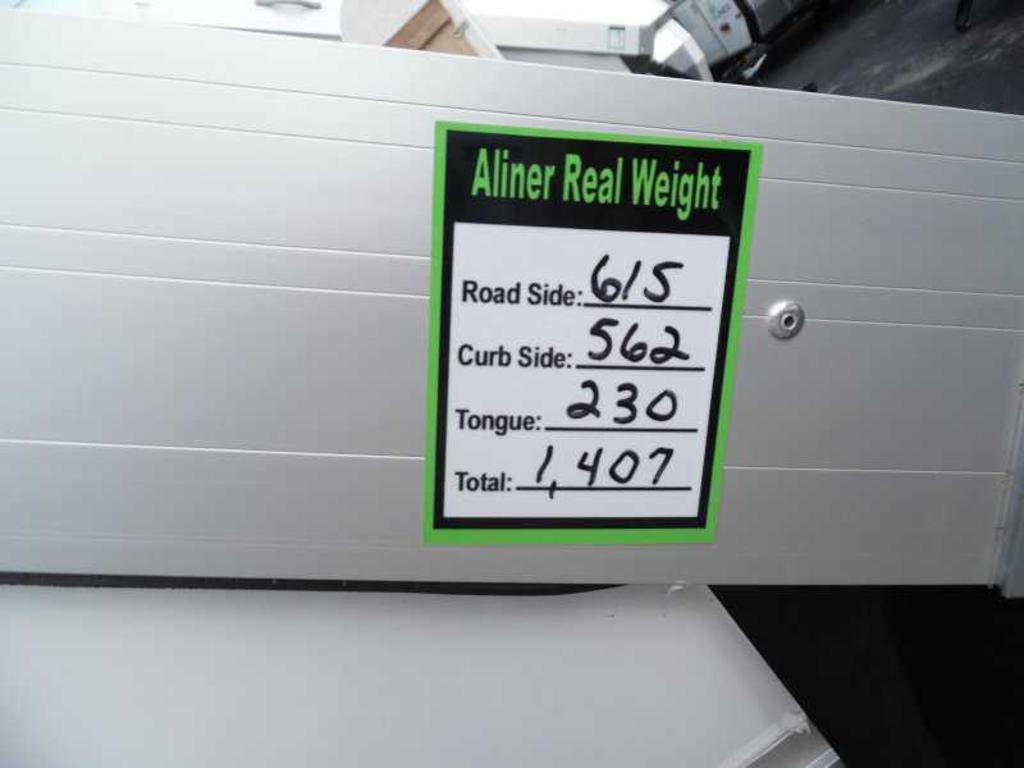 Aliner Real Weight
Road Side: 615
Curb Side: 562
Tongue: 230
Total: 1,407